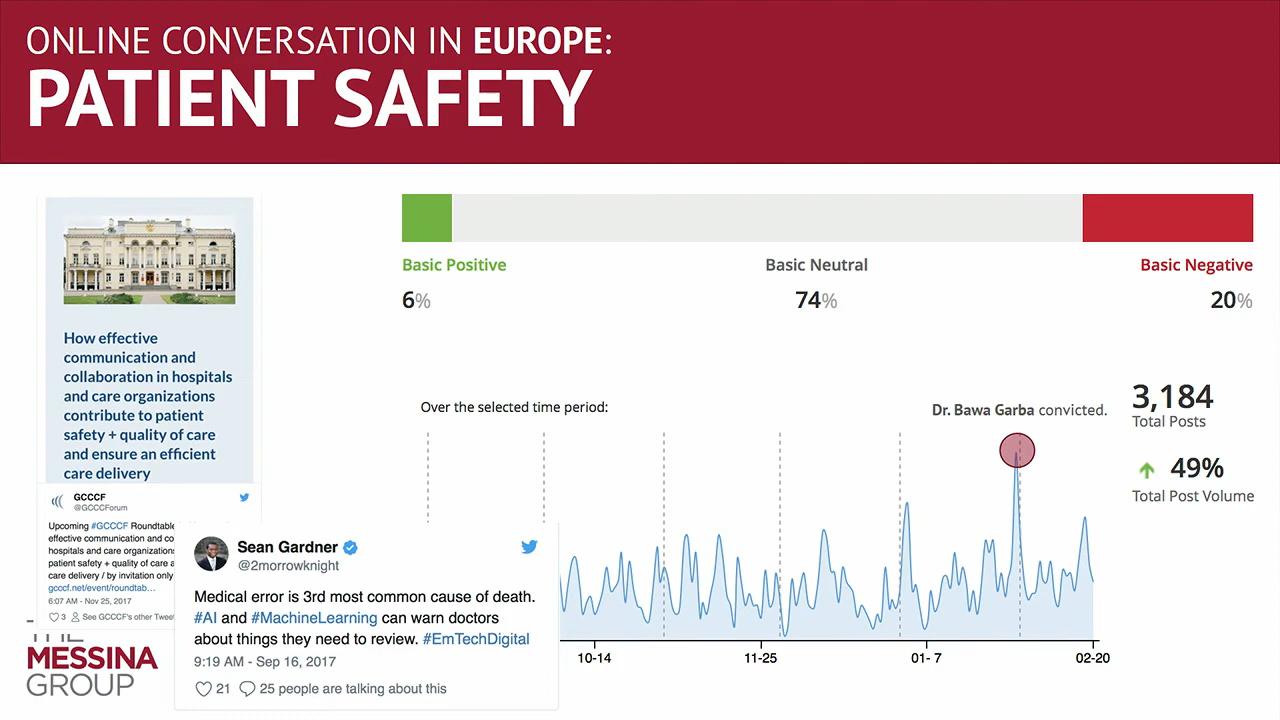 ONLINE CONVERSATION IN EUROPE:
PATIENT SAFETY
How effective
communication and
collaboration in hospitals
and care organizations
contribute to patient
safety + quality of care
and ensure an efficient
care delivery
GCCCF
@GCCCForum
Upcoming #GCCCF Roundtable
effective communication and co
hospitals and care organizations
patient safety + quality of care a
care delivery / by invitation only
gcccf.net/event/roundtab…
6:07 AM - Nov 25, 2017
3 See GCCCF's other Tweet
Sean Gardner
@2morrowknight
Medical error is 3rd most common cause of death.
#AI and #MachineLearning can warn doctors
about things they need to review. #EmTechDigital
9:19 AM - Sep 16, 2017
21 25 people are talking about this
THE
MESSINA
GROUP
Basic Positive
6%
Basic Neutral
74%
Basic Negative
20%
Over the selected time period:
Dr. Bawa Garba convicted.
3,184
Total Posts
49%
Total Post Volume
10-14
11-25
01- 7
02-20